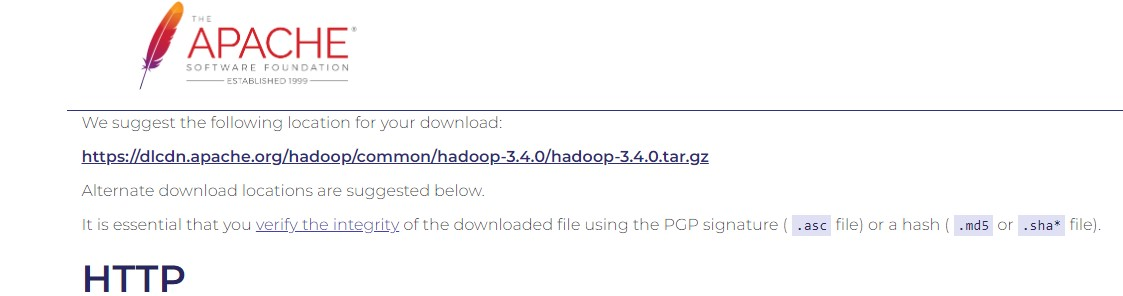 THE
APACHE®
SOFTWARE FOUNDATION
ESTABLISHED 1999
We suggest the following location for your download:
https://dlcdn.apache.org/hadoop/common/hadoop-3.4.0/hadoop-3.4.0.tar.gz
Alternate download locations are suggested below.
It is essential that you verify the integrity of the downloaded file using the PGP signature ( .asc file) or a hash ( .md5 or .sha* file).
HTTP